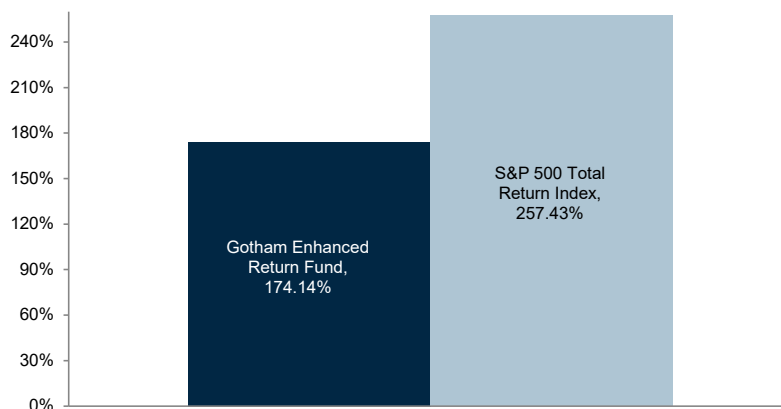 240%
210%
180%
150%
120%
90%
60%
30%
0%
Gotham Enhanced
Return Fund,
174.14%
S&P 500 Total
Return Index,
257.43%